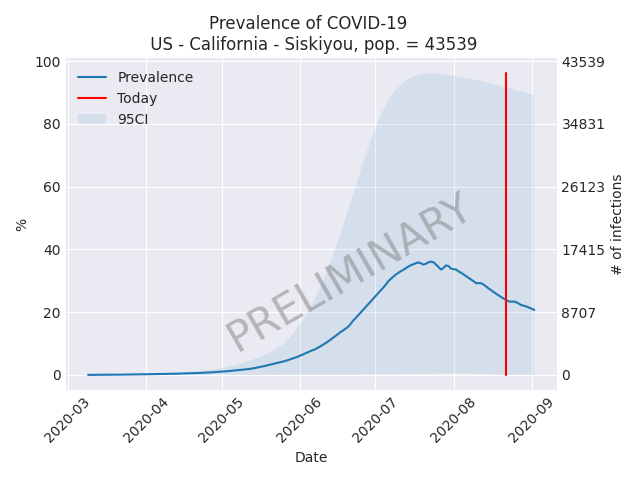 Prevalence of COVID-19
US - California - Siskiyou, pop. = 43539
100
80
60
40
20
0
%
Prevalence
Today
95CI
PRELIMINARY
43539
34831
26123
17415
8707
0
# of infections
2020-03
2020-04
2020-05
2020-06
2020-07
2020-08
2020-09
Date